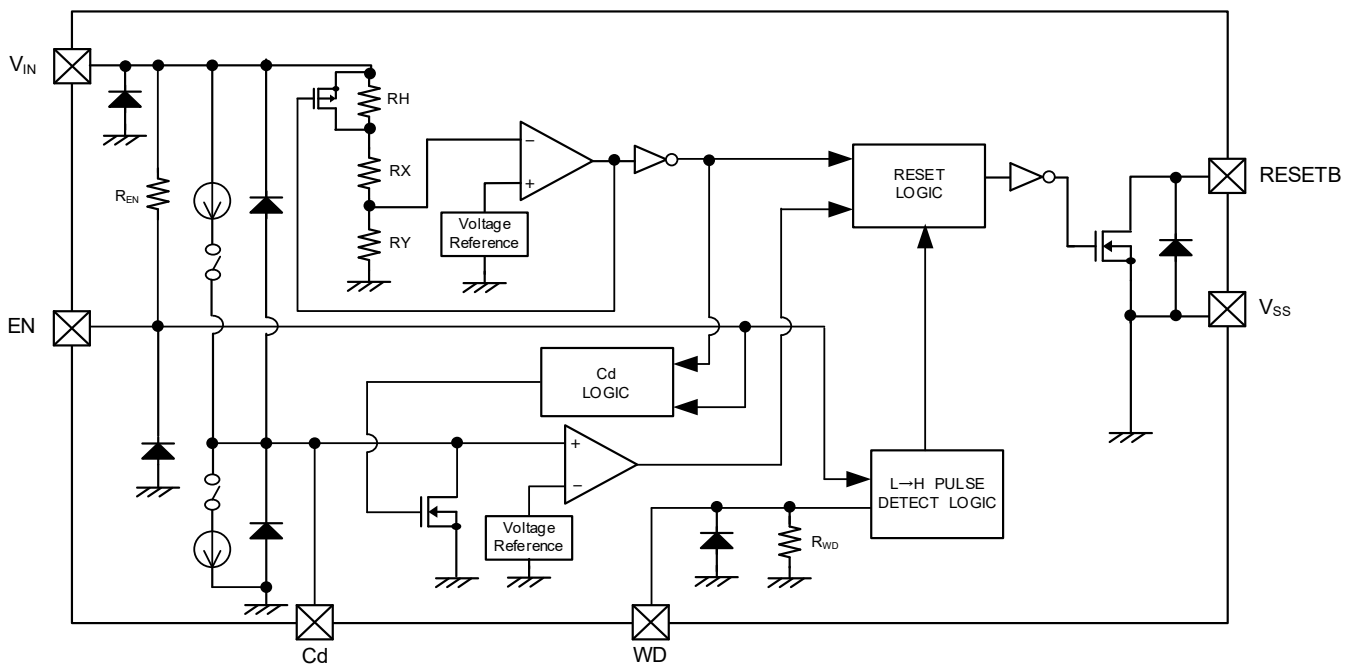 VIN
RH
RX
REN
RY
−
+
Voltage
Reference
RESET
LOGIC
RESETB
EN
VSS
Cd
LOGIC
+
−
Voltage
Reference
L→H PULSE
DETECT LOGIC
RWD
Cd
WD